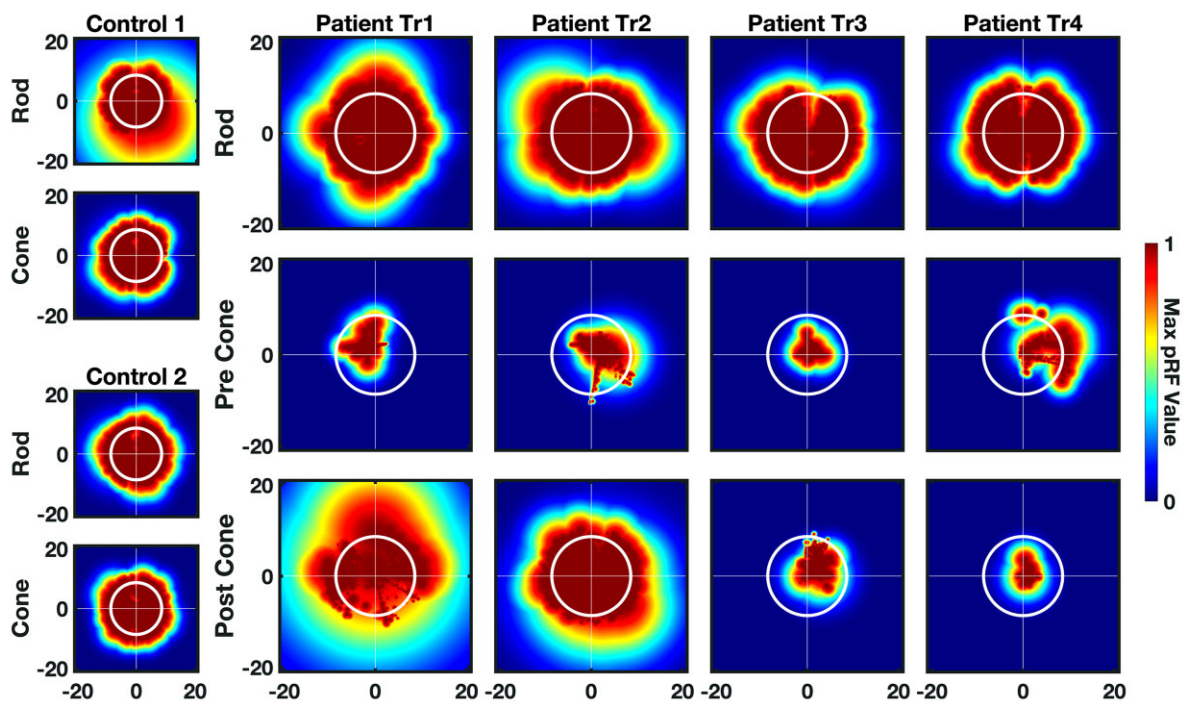 Control 1
Patient Tr1
Patient Tr2
Patient Tr3
Patient Tr4
20
0
-20
Rod
20
0
-20
Rod
20
0
-20
Cone
20
0
-20
Pre Cone
1
Max pRF Value
0
Control 2
20
0
-20
Rod
20
0
-20
Cone
-20 0 20
20
0
-20
Post Cone
-20 0 20
-20 0 20
-20 0 20
-20 0 20